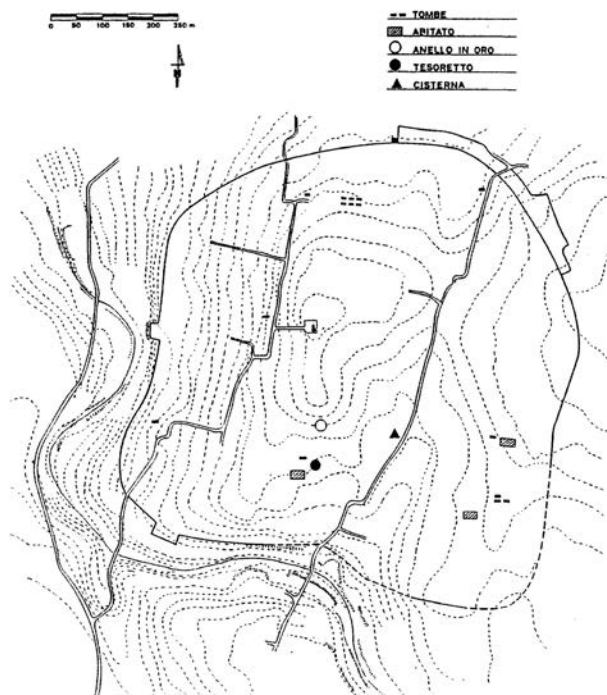 0 50 100 150 200 250 m
N
TOMBE
ABITATO
ANELLO IN ORO
TESORETTO
CISTERNA